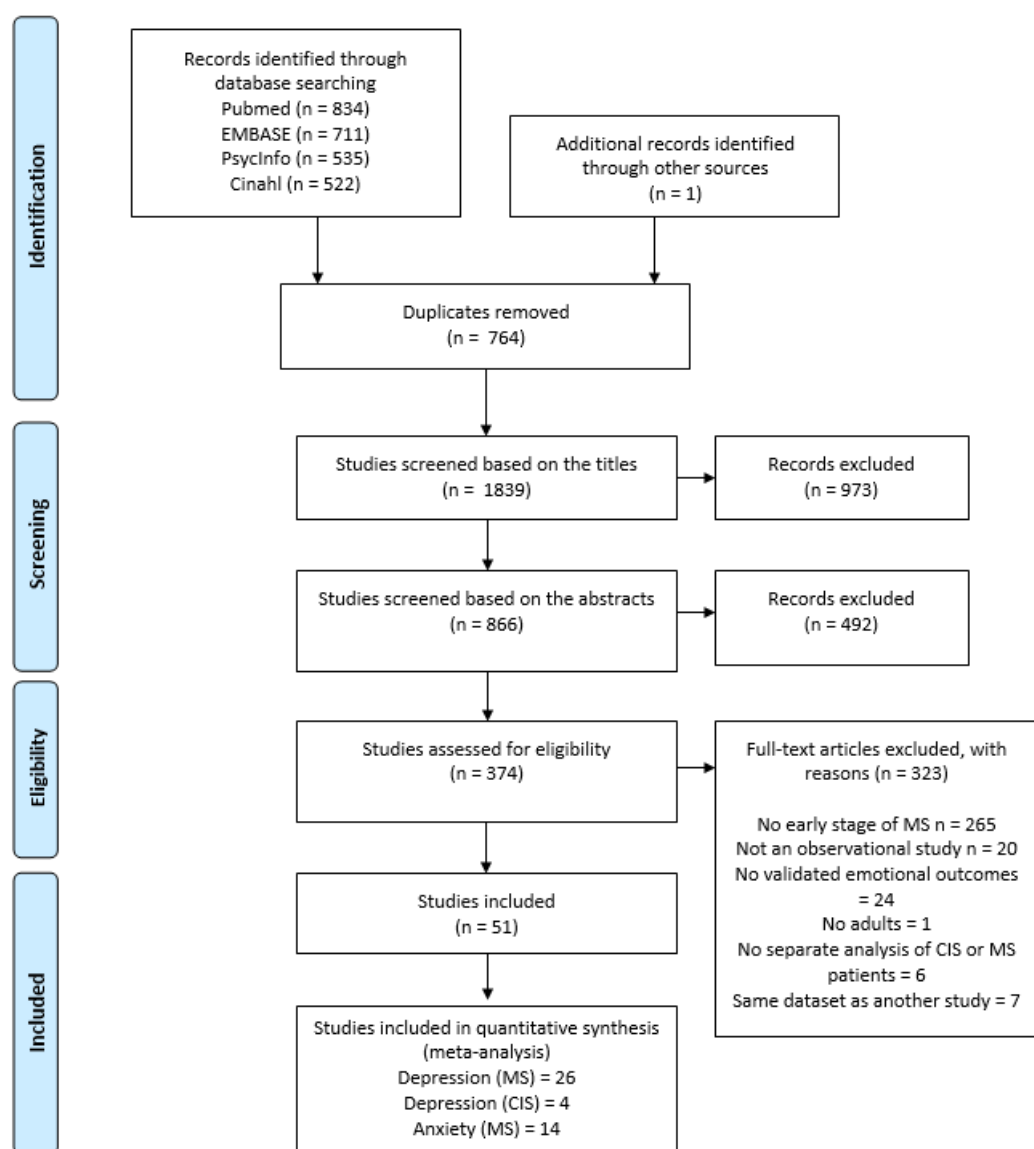 Identification
Records identified through
database searching
Pubmed (n = 834)
EMBASE (n = 711)
PsycInfo (n = 535)
Cinahl (n = 522)
Additional records identified
through other sources
(n = 1)
Duplicates removed
(n = 764)
Screening
Studies screened based on the titles
(n = 1839)
Records excluded
(n = 973)
Studies screened based on the abstracts
(n = 866)
Records excluded
(n = 492)
Eligibility
Studies assessed for eligibility
(n = 374)
Full-text articles excluded, with
reasons (n = 323)
No early stage of MS n = 265
Not an observational study n = 20
No validated emotional outcomes
= 24
No adults = 1
No separate analysis of CIS or MS
patients = 6
Same dataset as another study = 7
Included
Studies included
(n = 51)
Studies included in quantitative synthesis
(meta-analysis)
Depression (MS) = 26
Depression (CIS) = 4
Anxiety (MS) = 14